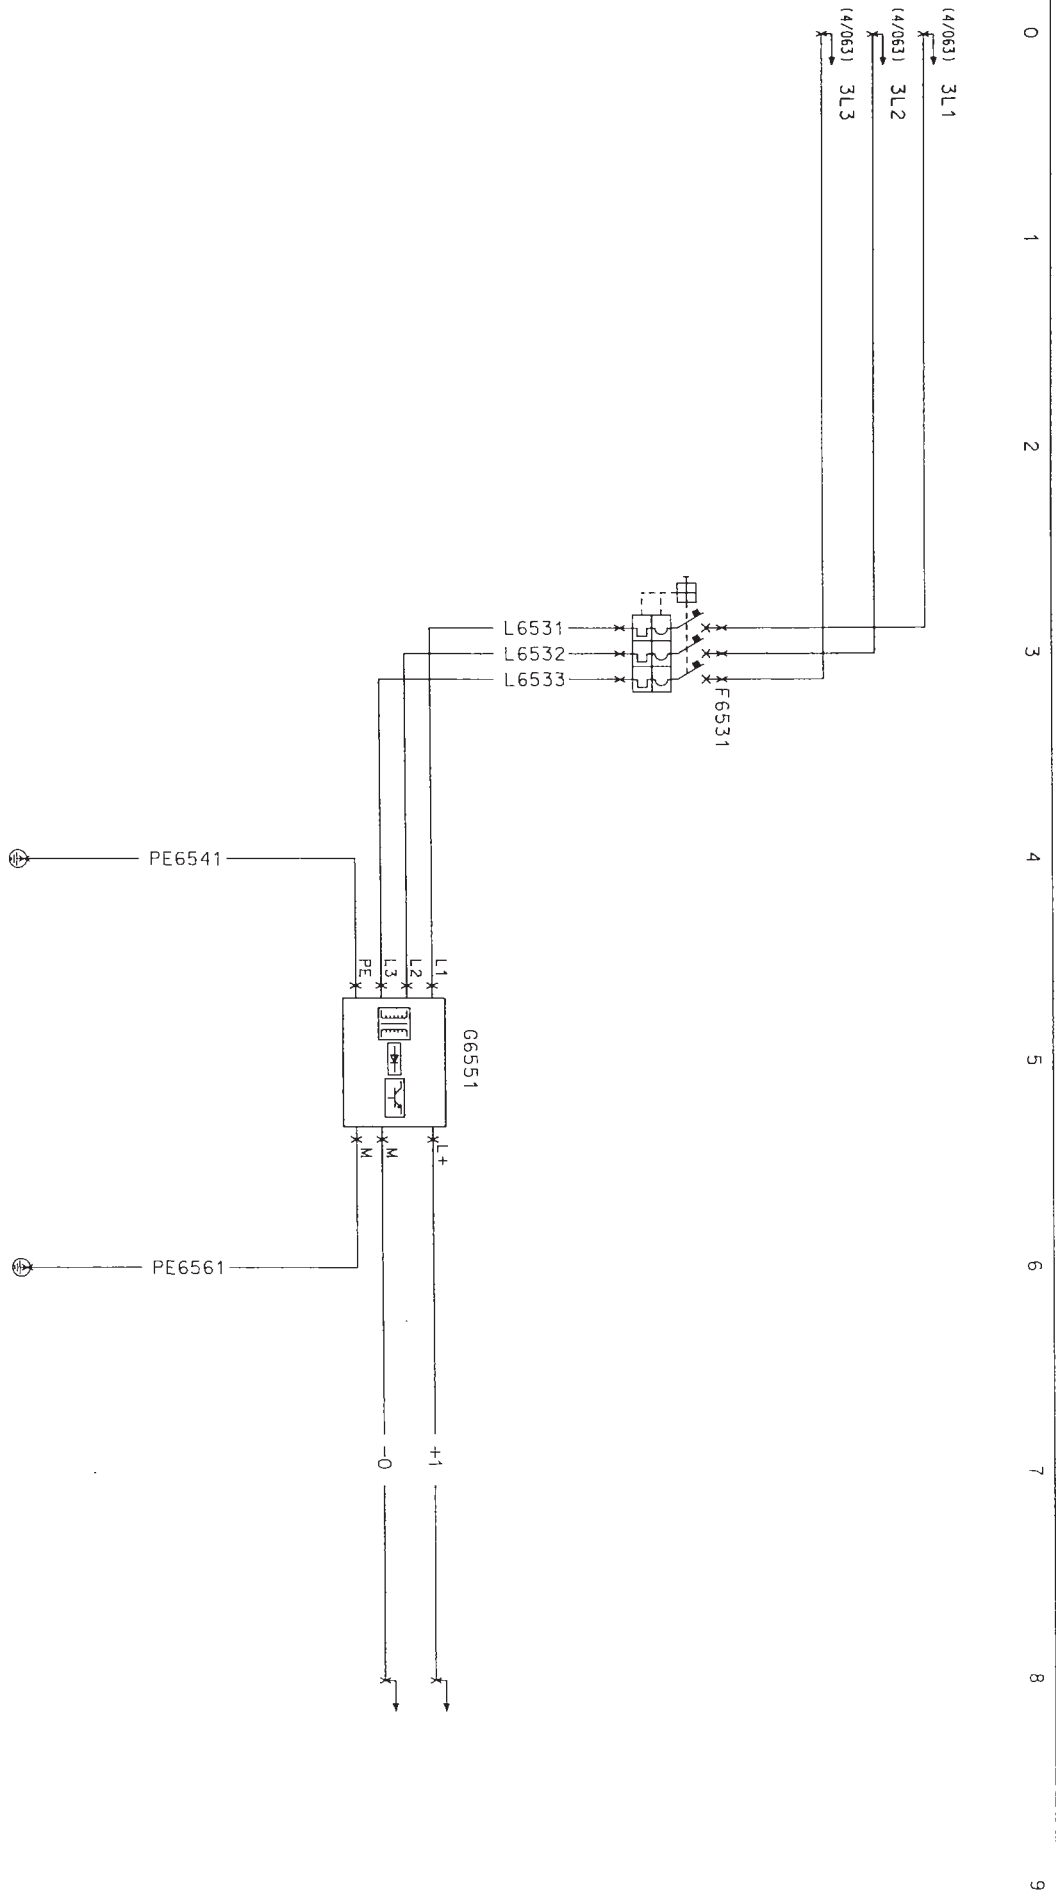 0
1
2
3
4
5
6
7
8
9
(4/063) 3L1
(4/063) 3L2
(4/063) 3L3
F6531
L6531
L6532
L6533
G6551
L1
L2
L3
PE
L+
M
M
PE6541
PE6561
+1
-0